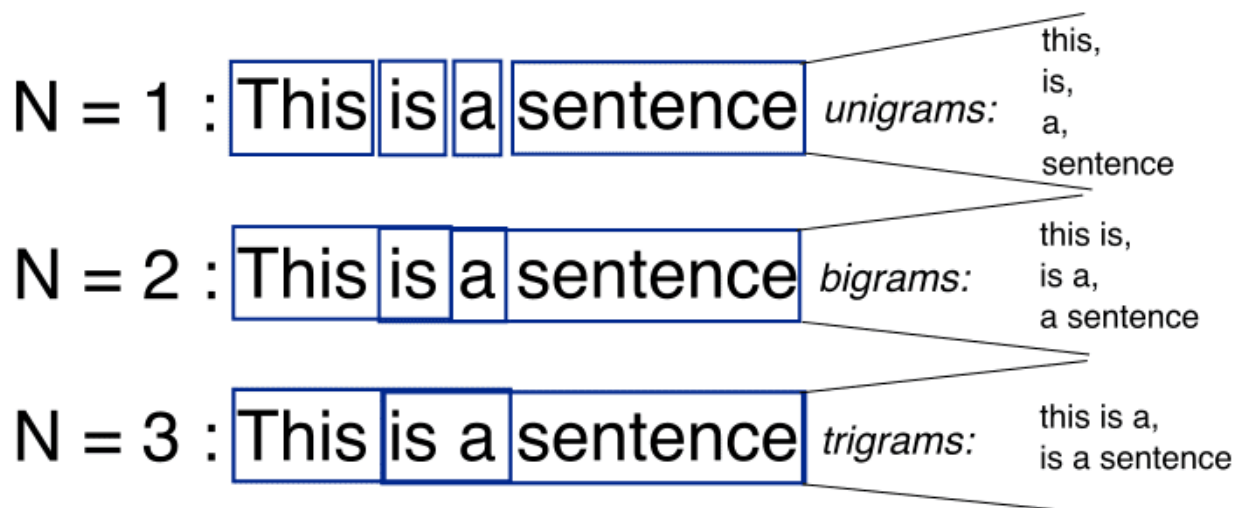 N = 1 : This is a sentence unigrams:
this,
is,
a,
sentence
N = 2 : This is a sentence bigrams:
this is,
is a,
a sentence
N = 3 : This is a sentence trigrams:
this is a,
is a sentence